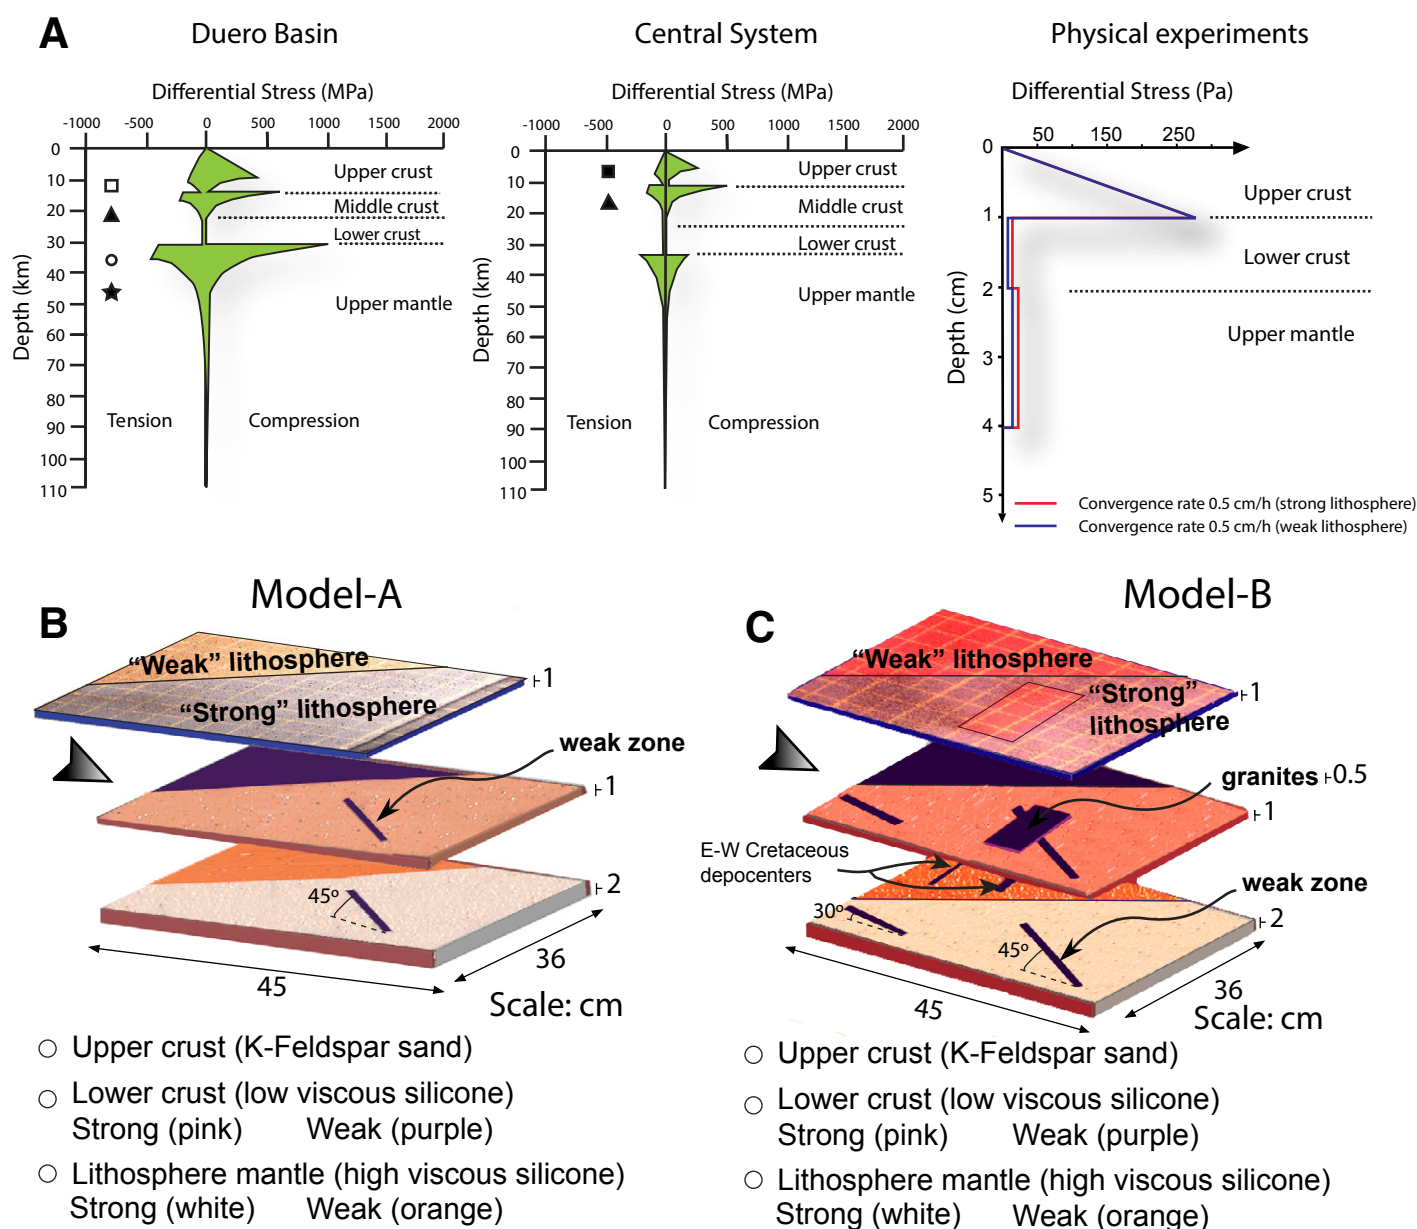 A
Duero Basin
Central System
Physical experiments
Differential Stress (MPa)
-1000 -500 0 500 1000 1500 2000
Depth (km)
0
10
20
30
40
50
60
70
80
90
100
110
Upper crust
Middle crust
Lower crust
Upper mantle
Tension
Compression
Differential Stress (MPa)
-1000 -500 0 500 1000 1500 2000
Depth (km)
0
10
20
30
40
50
60
70
80
90
100
110
Upper crust
Middle crust
Lower crust
Upper mantle
Tension
Compression
Differential Stress (Pa)
50 150 250
Depth (cm)
0
1
2
3
4
5
Upper crust
Lower crust
Upper mantle
Convergence rate 0.5 cm/h (strong lithosphere)
Convergence rate 0.5 cm/h (weak lithosphere)
B
Model-A
“Weak” lithosphere
“Strong” lithosphere
1
weak zone
1
45º
2
36
45
Scale: cm
Upper crust (K-Feldspar sand)
Lower crust (low viscous silicone)
Strong (pink) Weak (purple)
Lithosphere mantle (high viscous silicone)
Strong (white) Weak (orange)
C
Model-B
“Weak” lithosphere
“Strong”
lithosphere
1
granites
0.5
1
E-W Cretaceous
depocenters
weak zone
30º
45º
2
36
45
Scale: cm
Upper crust (K-Feldspar sand)
Lower crust (low viscous silicone)
Strong (pink) Weak (purple)
Lithosphere mantle (high viscous silicone)
Strong (white) Weak (orange)